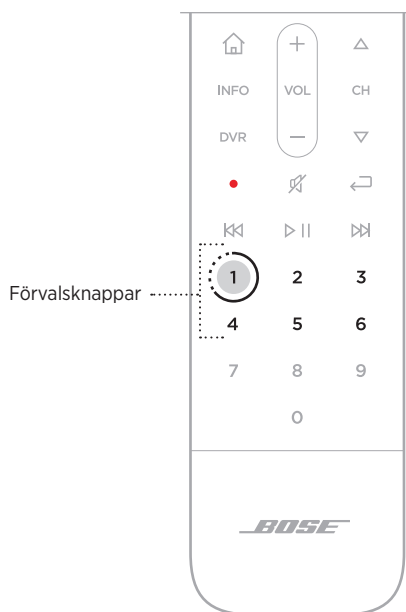 INFO VOL CH
DVR
Förvalsknappar
1 2 3
4 5 6
7 8 9
0
BOSE